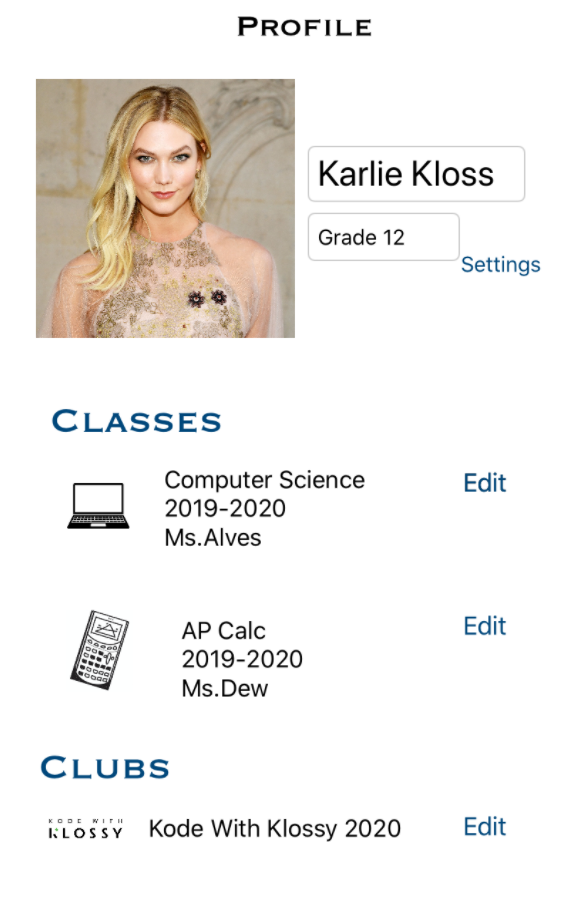 PROFILE
Karlie Kloss
Grade 12
Settings
CLASSES
Computer Science
2019-2020
Ms.Alves
Edit
AP Calc
2019-2020
Ms.Dew
Edit
CLUBS
KODE WITH
KLOSSY
Kode With Klossy 2020
Edit